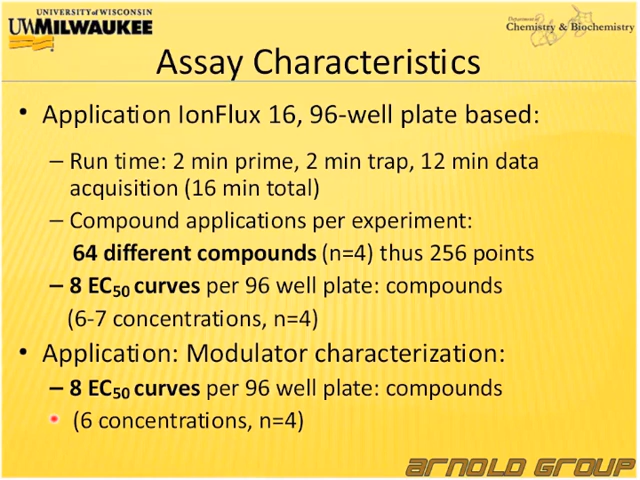 UNIVERSITY of WISCONSIN
UWMILWAUKEE
Department of
Chemistry & Biochemistry
Assay Characteristics
• Application IonFlux 16, 96-well plate based:
– Run time: 2 min prime, 2 min trap, 12 min data
acquisition (16 min total)
– Compound applications per experiment:
64 different compounds (n=4) thus 256 points
– 8 EC50 curves per 96 well plate: compounds
(6-7 concentrations, n=4)
• Application: Modulator characterization:
– 8 EC50 curves per 96 well plate: compounds
(6 concentrations, n=4)
ARNOLD GROUP